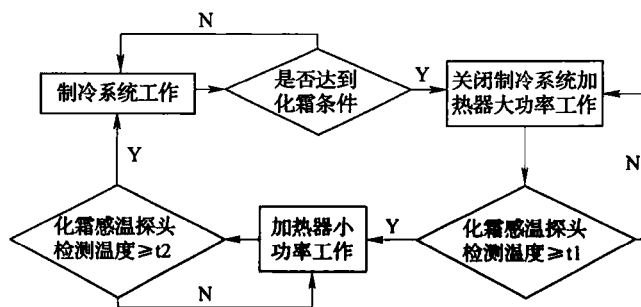 N
制冷系统工作
是否达到
化霜条件
Y
关闭制冷系统加
热器大功率工作
Y
N
化霜感温探头
检测温度≥t2
加热器小
功率工作
Y
化霜感温探头
检测温度≥t1
N